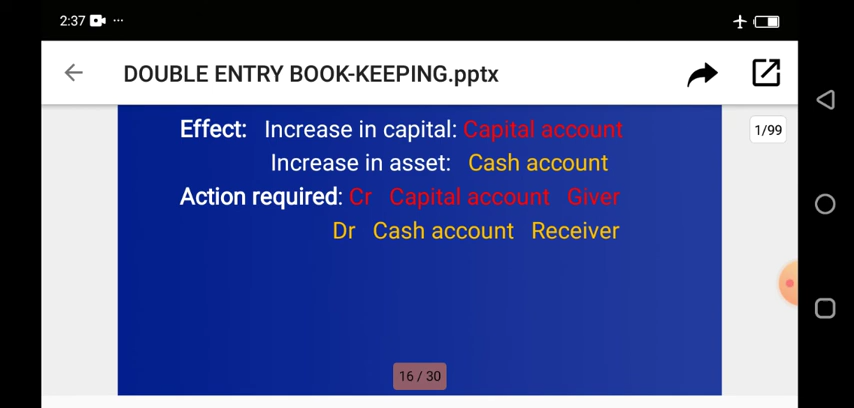 2:37 ...
DOUBLE ENTRY BOOK-KEEPING.pptx
Effect: Increase in capital: Capital account
1/99
Increase in asset: Cash account
Action required: Cr Capital account Giver
Dr Cash account Receiver
16 / 30